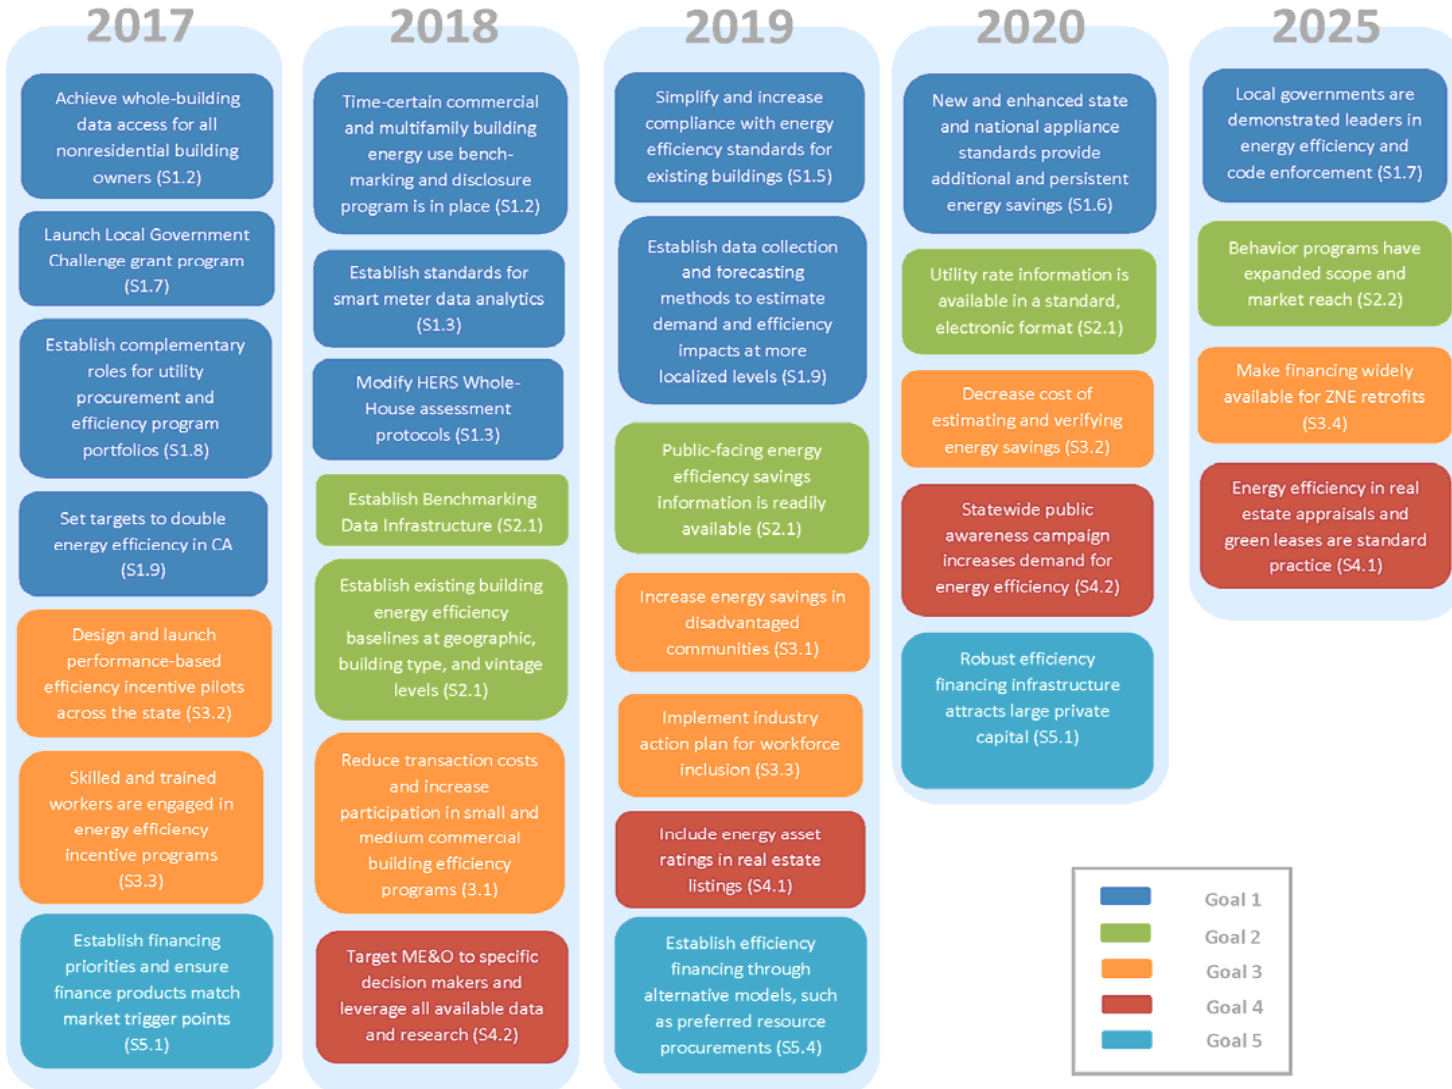 2017
Achieve whole-building
data access for all
nonresidential building
owners (S1.2)
Launch Local Government
Challenge grant program
(S1.7)
Establish complementary
roles for utility
procurement and
efficiency program
portfolios (S1.8)
Set targets to double
energy efficiency in CA
(S1.9)
Design and launch
performance-based
efficiency incentive pilots
across the state (S3.2)
Skilled and trained
workers are engaged in
energy efficiency
incentive programs
(S3.3)
Establish financing
priorities and ensure
finance products match
market trigger points
(S5.1)
2018
Time-certain commercial
and multifamily building
energy use bench-
marking and disclosure
program is in place (S1.2)
Establish standards for
smart meter data analytics
(S1.3)
Modify HERS Whole-
House assessment
protocols (S1.3)
Establish Benchmarking
Data Infrastructure (S2.1)
Establish existing building
energy efficiency
baselines at geographic,
building type, and vintage
levels (S2.1)
Reduce transaction costs
and increase
participation in small and
medium commercial
building efficiency
programs (3.1)
Target ME&O to specific
decision makers and
leverage all available data
and research (S4.2)
2019
Simplify and increase
compliance with energy
efficiency standards for
existing buildings (S1.5)
Establish data collection
and forecasting
methods to estimate
demand and efficiency
impacts at more
localized levels (S1.9)
Public-facing energy
efficiency savings
information is readily
available (S2.1)
Increase energy savings in
disadvantaged
communities (S3.1)
Implement industry
action plan for workforce
inclusion (S3.3)
Include energy asset
ratings in real estate
listings (S4.1)
Establish efficiency
financing through
alternative models, such
as preferred resource
procurements (S5.4)
2020
New and enhanced state
and national appliance
standards provide
additional and persistent
energy savings (S1.6)
Utility rate information is
available in a standard,
electronic format (S2.1)
Decrease cost of
estimating and verifying
energy savings (S3.2)
Statewide public
awareness campaign
increases demand for
energy efficiency (S4.2)
Robust efficiency
financing infrastructure
attracts large private
capital (S5.1)
2025
Local governments are
demonstrated leaders in
energy efficiency and
code enforcement (S1.7)
Behavior programs have
expanded scope and
market reach (S2.2)
Make financing widely
available for ZNE retrofits
(S3.4)
Energy efficiency in real
estate appraisals and
green leases are standard
practice (S4.1)
Goal 1
Goal 2
Goal 3
Goal 4
Goal 5